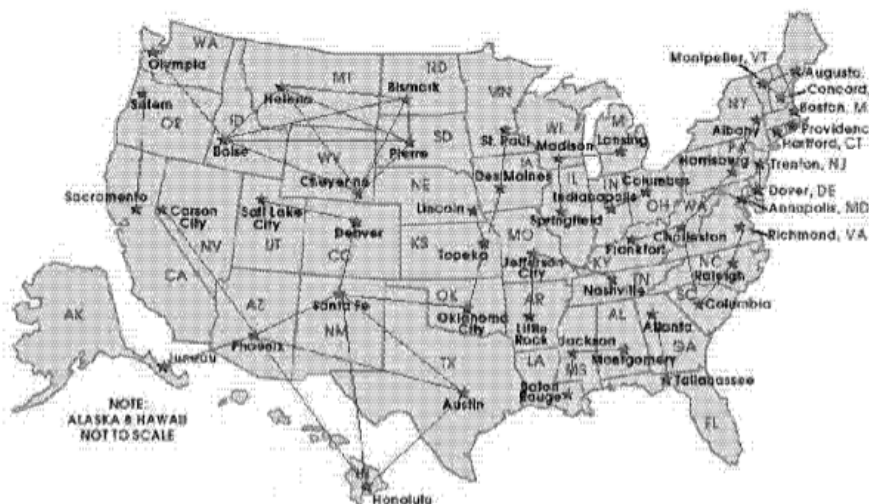 WA
Olympia
Salem
OR
MT
Helena
ID
Boise
ND
Bismark
SD
Pierre
WY
Cheyenne
MN
St. Paul
WI
Madison
MI
Lansing
Montpelier, VT
Augusta,
Concord,
NY
Boston, M
Albany
Providenc
Hartford, CT
PA
Harrisburg
Trenton, NJ
Dover, DE
Annapolis, MD
Richmond, VA
Sacramento
Carson
City
NV
CA
Salt Lake
City
UT
Denver
CO
NE
Lincoln
IA
Des Moines
KS
Topeka
MO
Jefferson
City
IL
Springfield
IN
Indianapolis
Columbus
OH
WA
Charleston
Frankfort
KY
Nashville
TN
NC
Raleigh
SC
Columbia
AZ
Phoenix
Santa Fe
NM
OK
Oklahoma
City
AR
Little
Rock
TX
Austin
LA
Baton
Rouge
Jackson
MS
AL
Montgomery
Atlanta
GA
Tallahassee
FL
AK
Juneau
NOTE:
ALASKA & HAWAII
NOT TO SCALE
HI
Honolulu